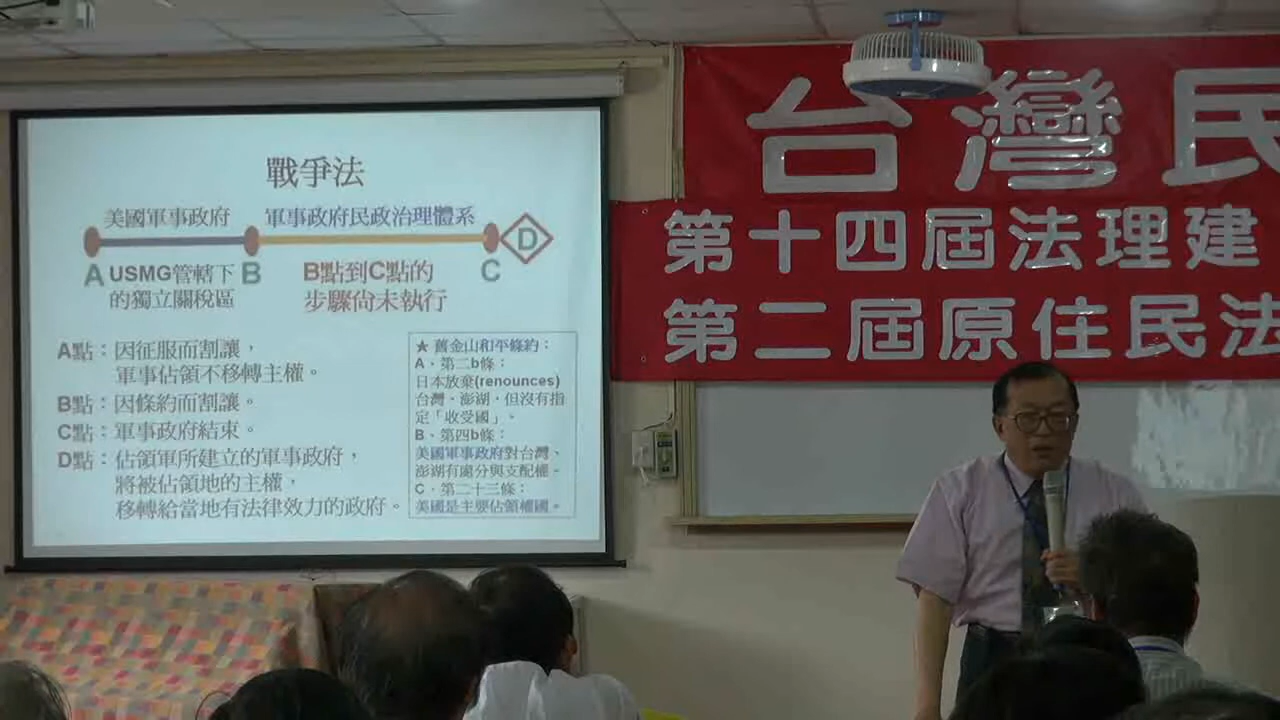 戰爭法
美國軍事政府
軍事政府民政治理體系
A
B
C
D
USMG管轄下
的獨立關稅區
B點到C點的
步驟尚未執行
A點：因征服而割讓，
軍事佔領不移轉主權。
B點：因條約而割讓。
C點：軍事政府結束。
D點：佔領軍所建立的軍事政府，
將被佔領地的主權，
移轉給當地有法律效力的政府。
★ 舊金山和平條約：
A、第二b條：
日本放棄(renounces)
台灣、澎湖，但沒有指
定「收受國」。
B、第四b條：
美國軍事政府對台灣、
澎湖有處分與支配權。
C、第二十三條：
美國是主要佔領權國。
台灣民
第十四屆法理建
第二屆原住民法